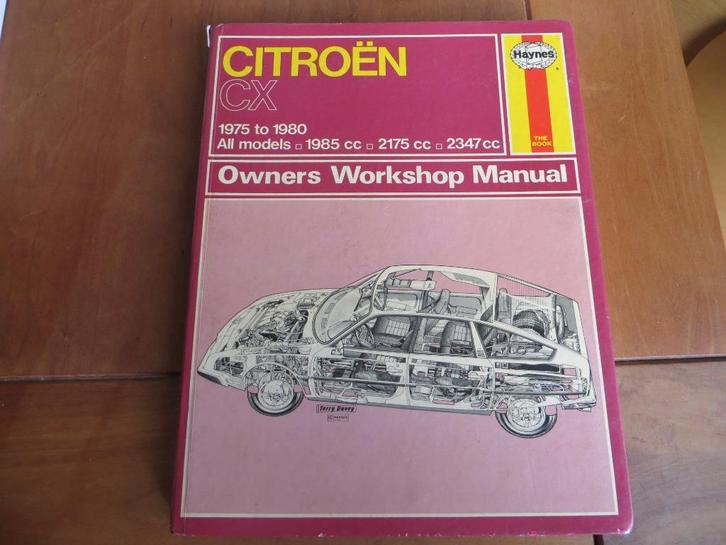 CITROËN
CX
1975 to 1980
All models □ 1985 cc □ 2175 cc □ 2347 cc
Haynes
THE
BOOK
Owners Workshop Manual
Terry Davey